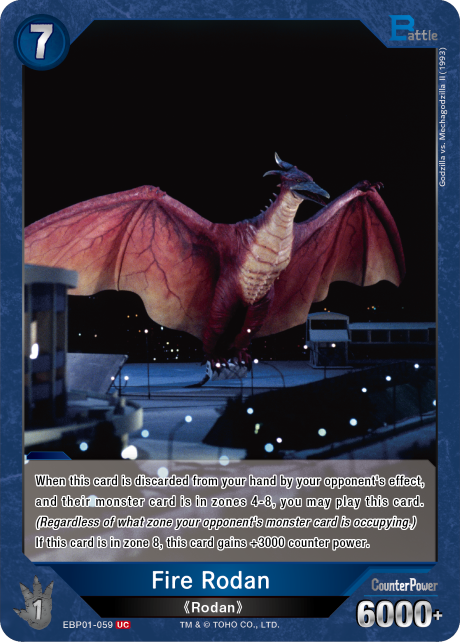 7
Battle
Godzilla vs. Mechagodzilla II (1993)
When this card is discarded from your hand by your opponent's effect,
and their monster card is in zones 4-8, you may play this card.
(Regardless of what zone your opponent's monster card is occupying.)
If this card is in zone 8, this card gains +3000 counter power.
Fire Rodan
《Rodan》
1
EBP01-059 UC
TM & © TOHO CO., LTD.
CounterPower
6000+